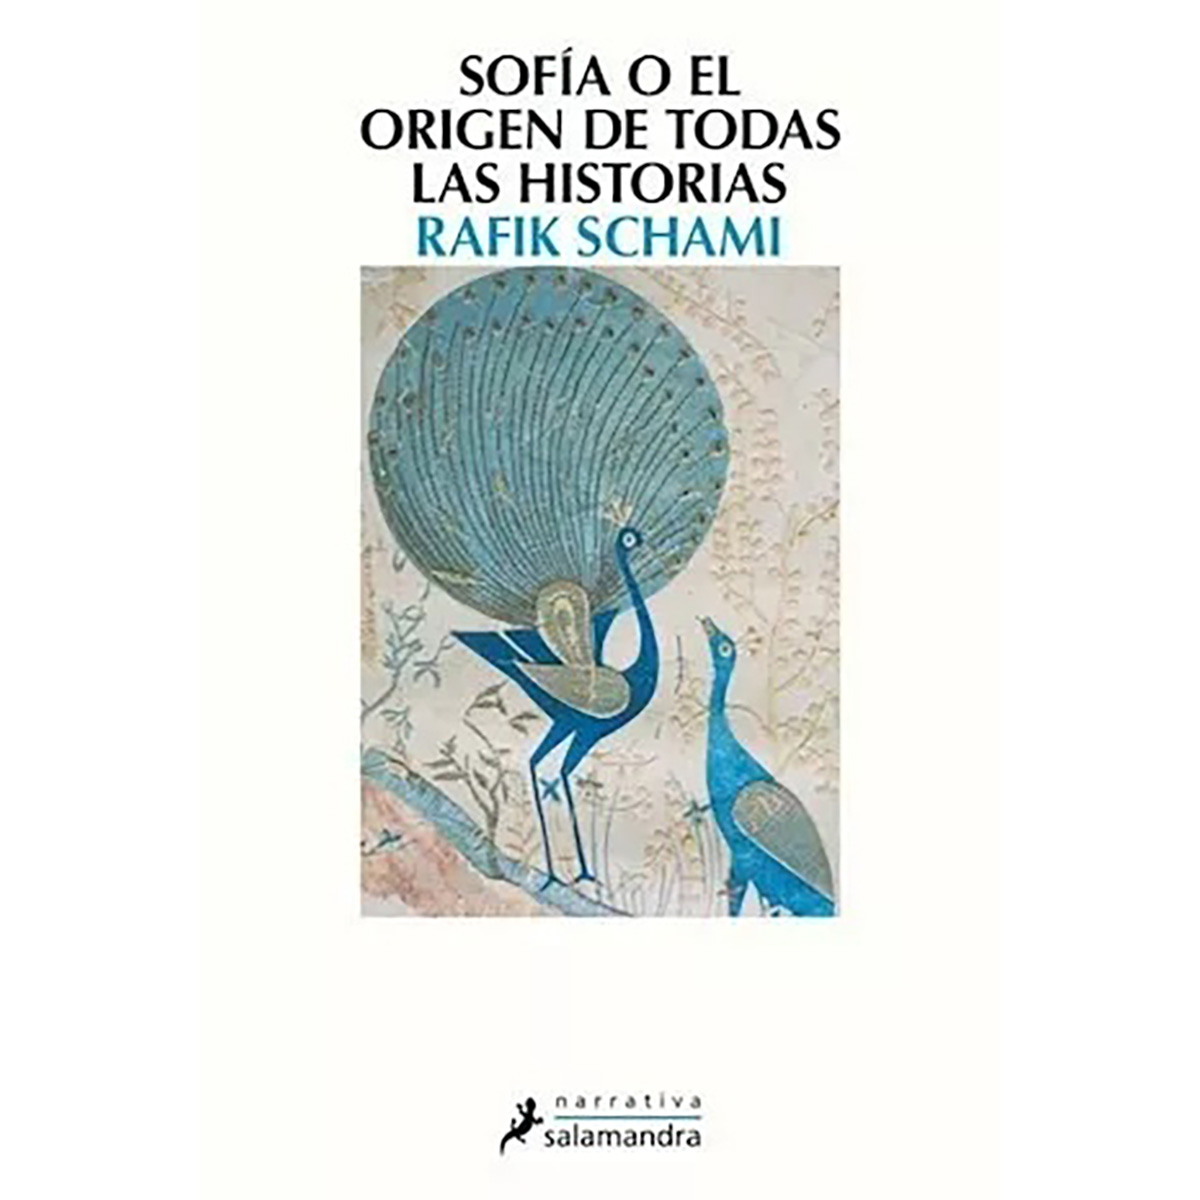 SOFÍA O EL
ORIGEN DE TODAS
LAS HISTORIAS
RAFIK SCHAMI
narrativa
salamandra